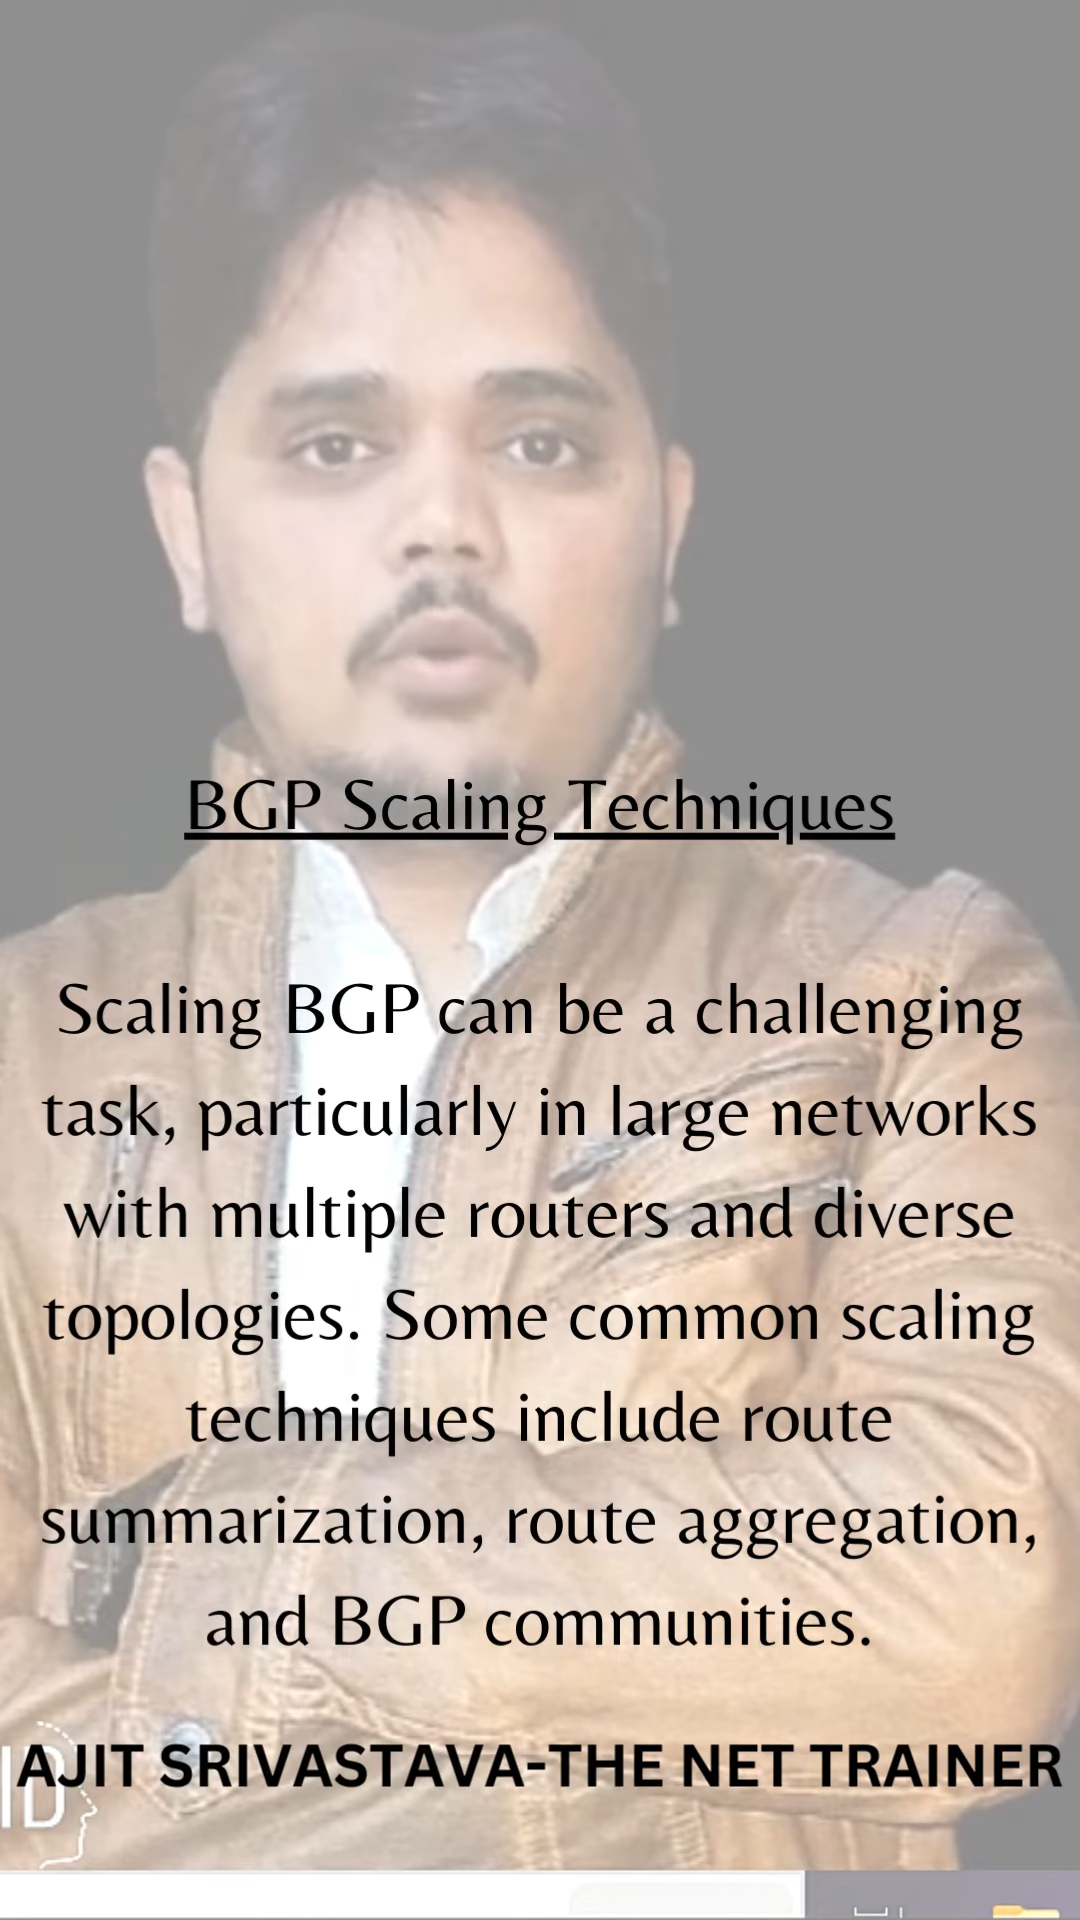 BGP Scaling Techniques
Scaling BGP can be a challenging
task, particularly in large networks
with multiple routers and diverse
topologies. Some common scaling
techniques include route
summarization, route aggregation,
and BGP communities.
AJIT SRIVASTAVA-THE NET TRAINER
ID